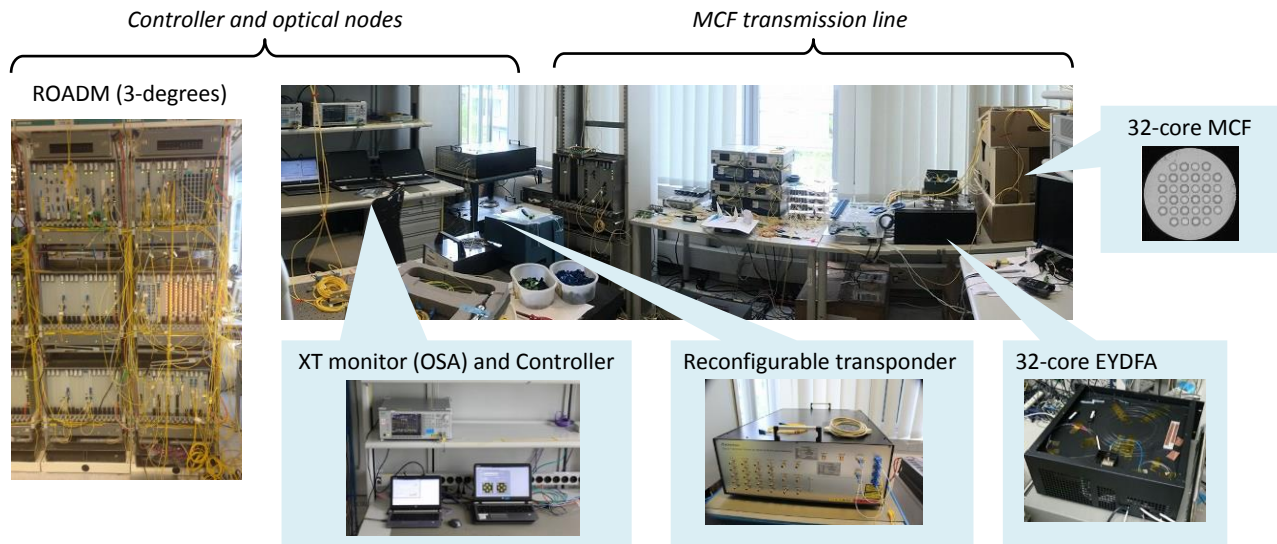 Controller and optical nodes
MCF transmission line
ROADM (3-degrees)
32-core MCF
XT monitor (OSA) and Controller
Reconfigurable transponder
32-core EYDFA